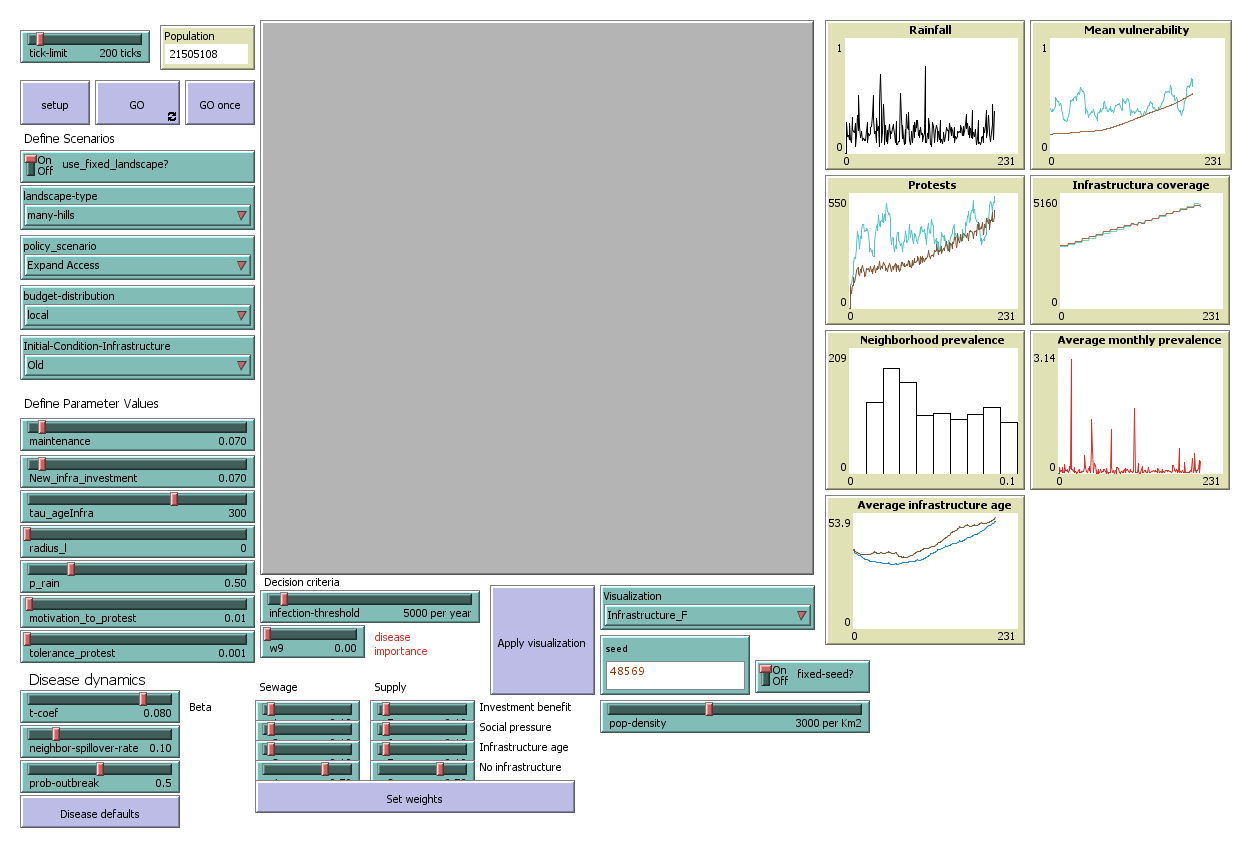 tick-limit 200 ticks
Population
21505108
setup
GO
GO once
Define Scenarios
On
Off
use_fixed_landscape?
landscape-type
many-hills
policy_scenario
Expand Access
budget-distribution
local
Initial-Condition-Infrastructure
Old
Define Parameter Values
maintenance 0.070
New_infra_investment 0.070
tau_ageInfra 300
radius_l 0
p_rain 0.50
motivation_to_protest 0.01
tolerance_protest 0.001
Disease dynamics
t-coef 0.080
Beta
neighbor-spillover-rate 0.10
prob-outbreak 0.5
Disease defaults
Decision criteria
infection-threshold 5000 per year
w9 0.00
disease
importance
Sewage
Supply
Investment benefit
Social pressure
Infrastructure age
No infrastructure
Set weights
Apply visualization
Visualization
Infrastructure_F
seed
48569
On
Off
fixed-seed?
pop-density 3000 per Km2
Rainfall
1
0
0 231
Mean vulnerability
1
0
0 231
Protests
550
0
0 231
Infrastructura coverage
5160
0
0 231
Neighborhood prevalence
209
0
0 0.1
Average monthly prevalence
3.14
0
0 231
Average infrastructure age
53.9
0
0 231